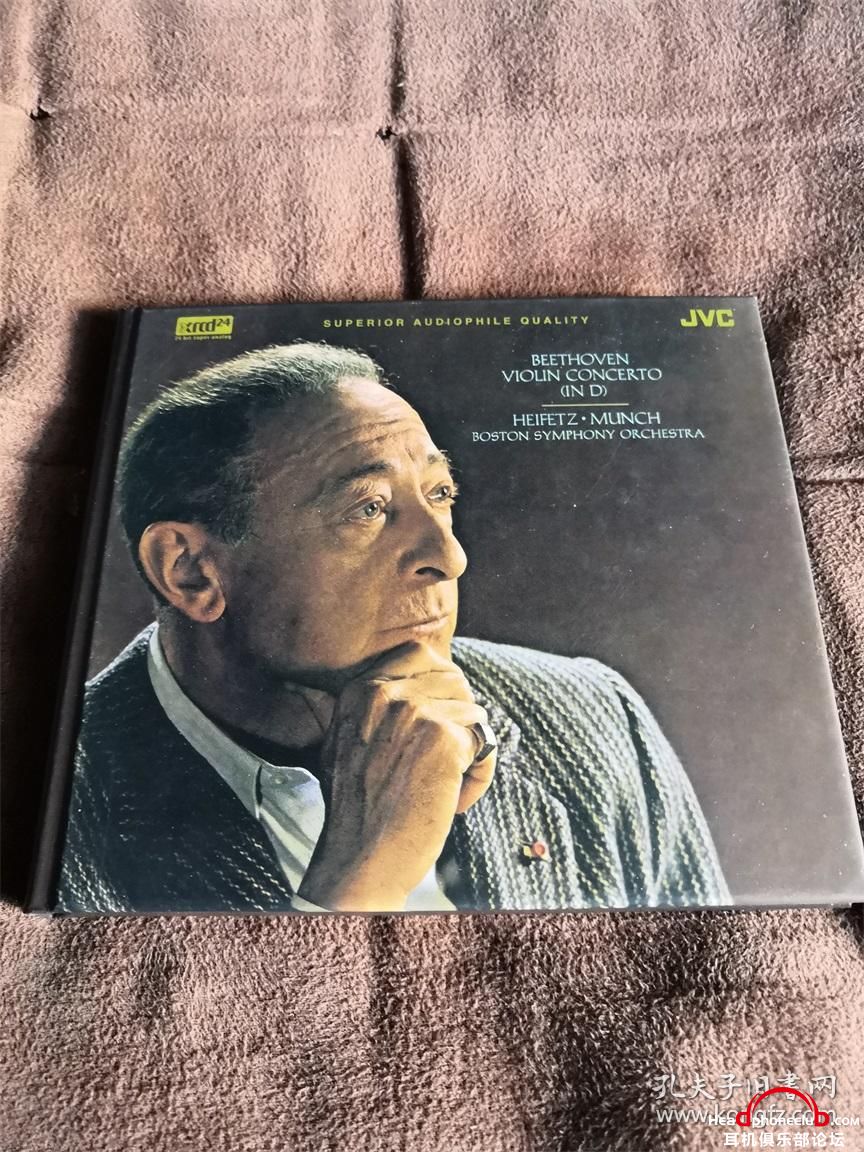 xrcd24
24 bit super analog
SUPERIOR AUDIOPHILE QUALITY
JVC
BEETHOVEN
VIOLIN CONCERTO
(IN D)
HEIFETZ • MUNCH
BOSTON SYMPHONY ORCHESTRA
孔夫子旧书网
耳机俱乐部论坛